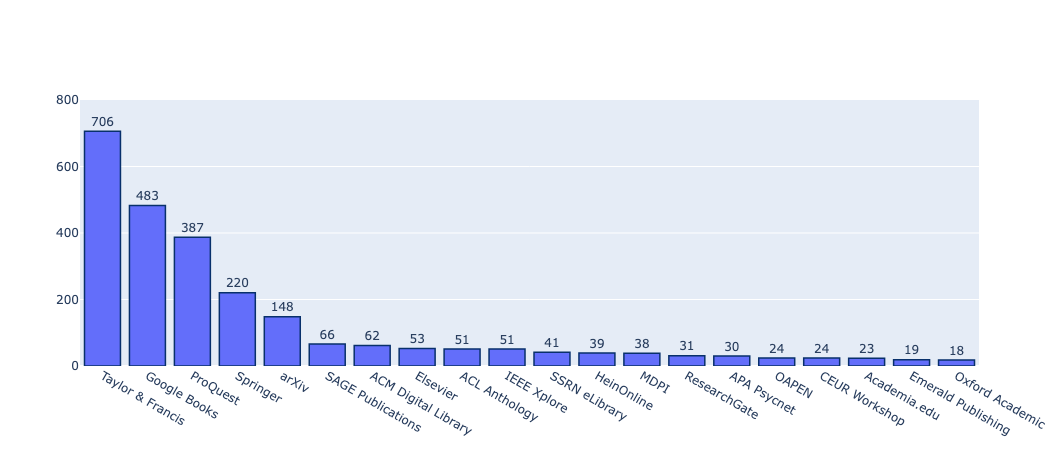 800
600
400
200
0
706
483
387
220
148
66
62
53
51
51
41
39
38
31
30
24
24
23
19
18
Taylor & Francis
Google Books
ProQuest
Springer
arXiv
SAGE Publications
ACM Digital Library
Elsevier
ACL Anthology
IEEE Xplore
SSRN eLibrary
HeinOnline
MDPI
ResearchGate
APA Psycnet
OAPEN
CEUR Workshop
Academia.edu
Emerald Publishing
Oxford Academic